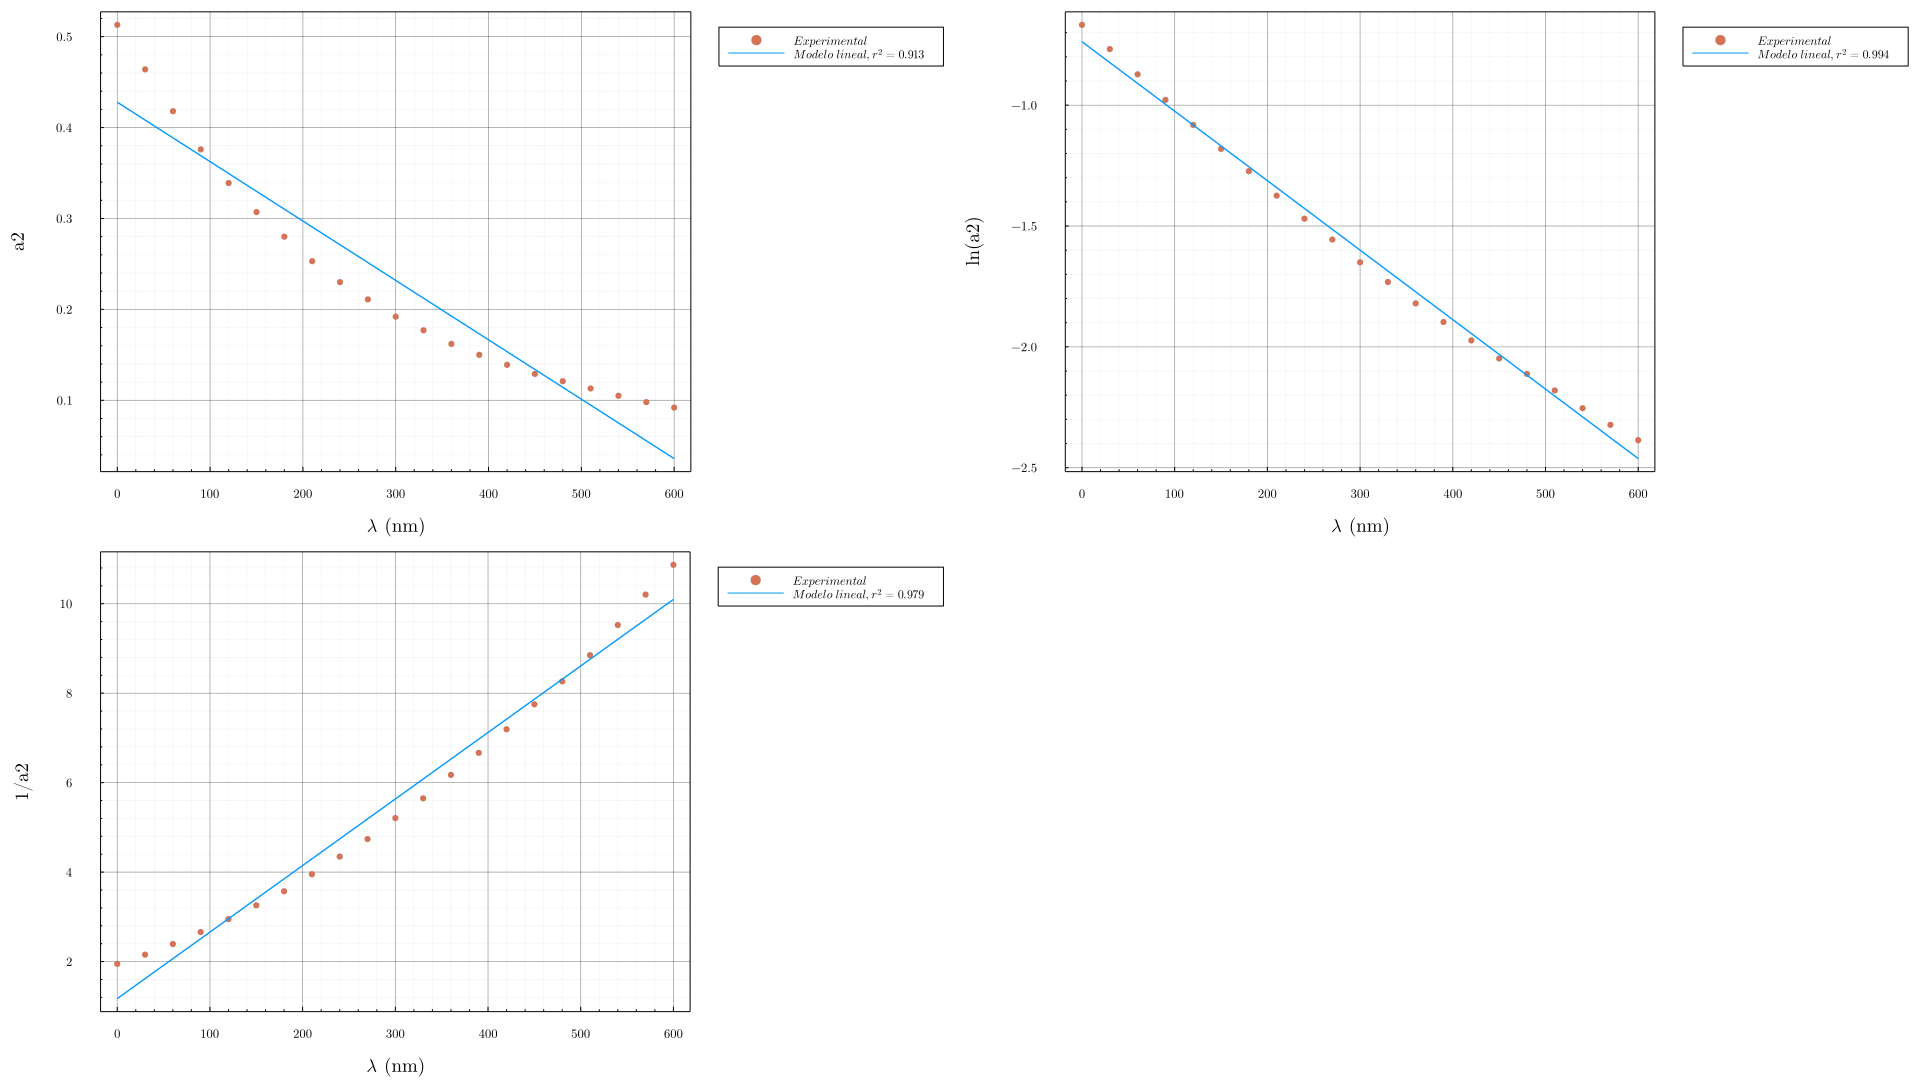 0.5
0.4
0.3
0.2
0.1
a2
0 100 200 300 400 500 600
λ (nm)
Experimental
Modelo lineal, r² = 0.913
−1.0
−1.5
−2.0
−2.5
ln(a2)
0 100 200 300 400 500 600
λ (nm)
Experimental
Modelo lineal, r² = 0.994
10
8
6
4
2
1/a2
0 100 200 300 400 500 600
λ (nm)
Experimental
Modelo lineal, r² = 0.979